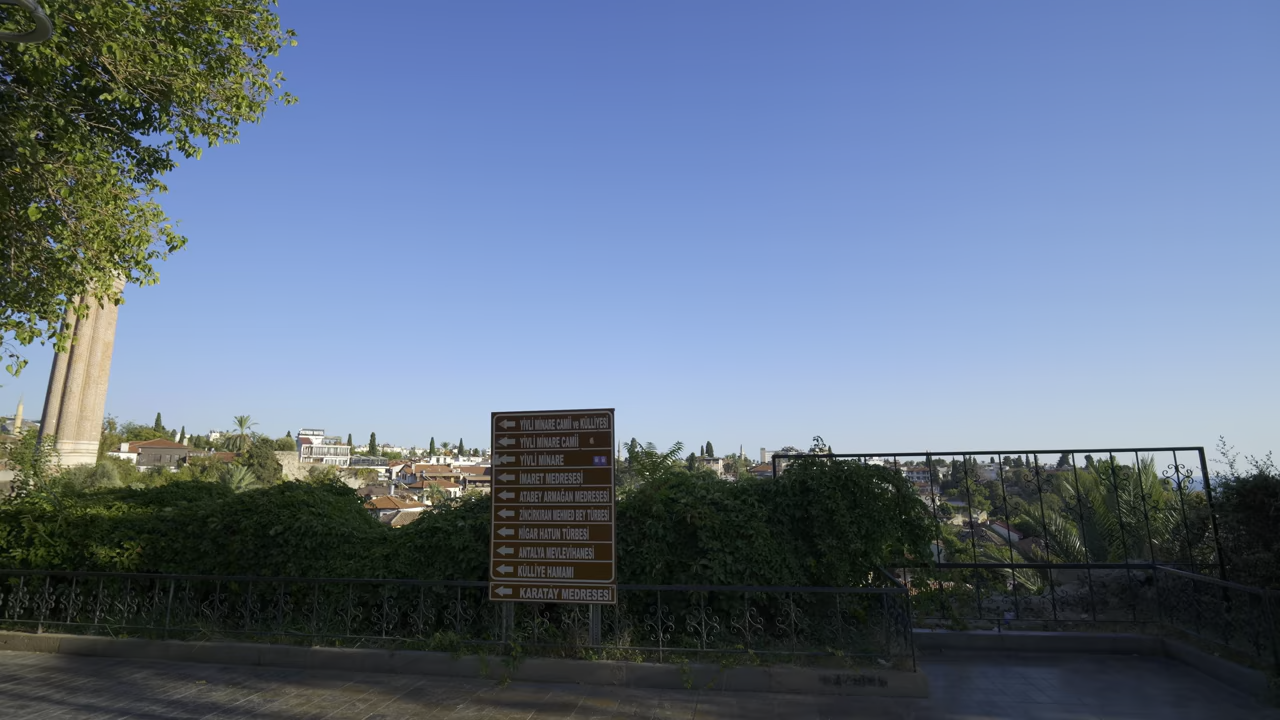 YİVLİ MİNARE CAMİİ ve KÜLLİYESİ
YİVLİ MİNARE CAMİİ
YİVLİ MİNARE
İMARET MEDRESESİ
ATABEY ARMAĞAN MEDRESESİ
ZİNCİRKIRAN MEHMED BEY TÜRBESİ
NİGAR HATUN TÜRBESİ
ANTALYA MEVLEVİHANESİ
KÜLLİYE HAMAMI
KARATAY MEDRESESİ